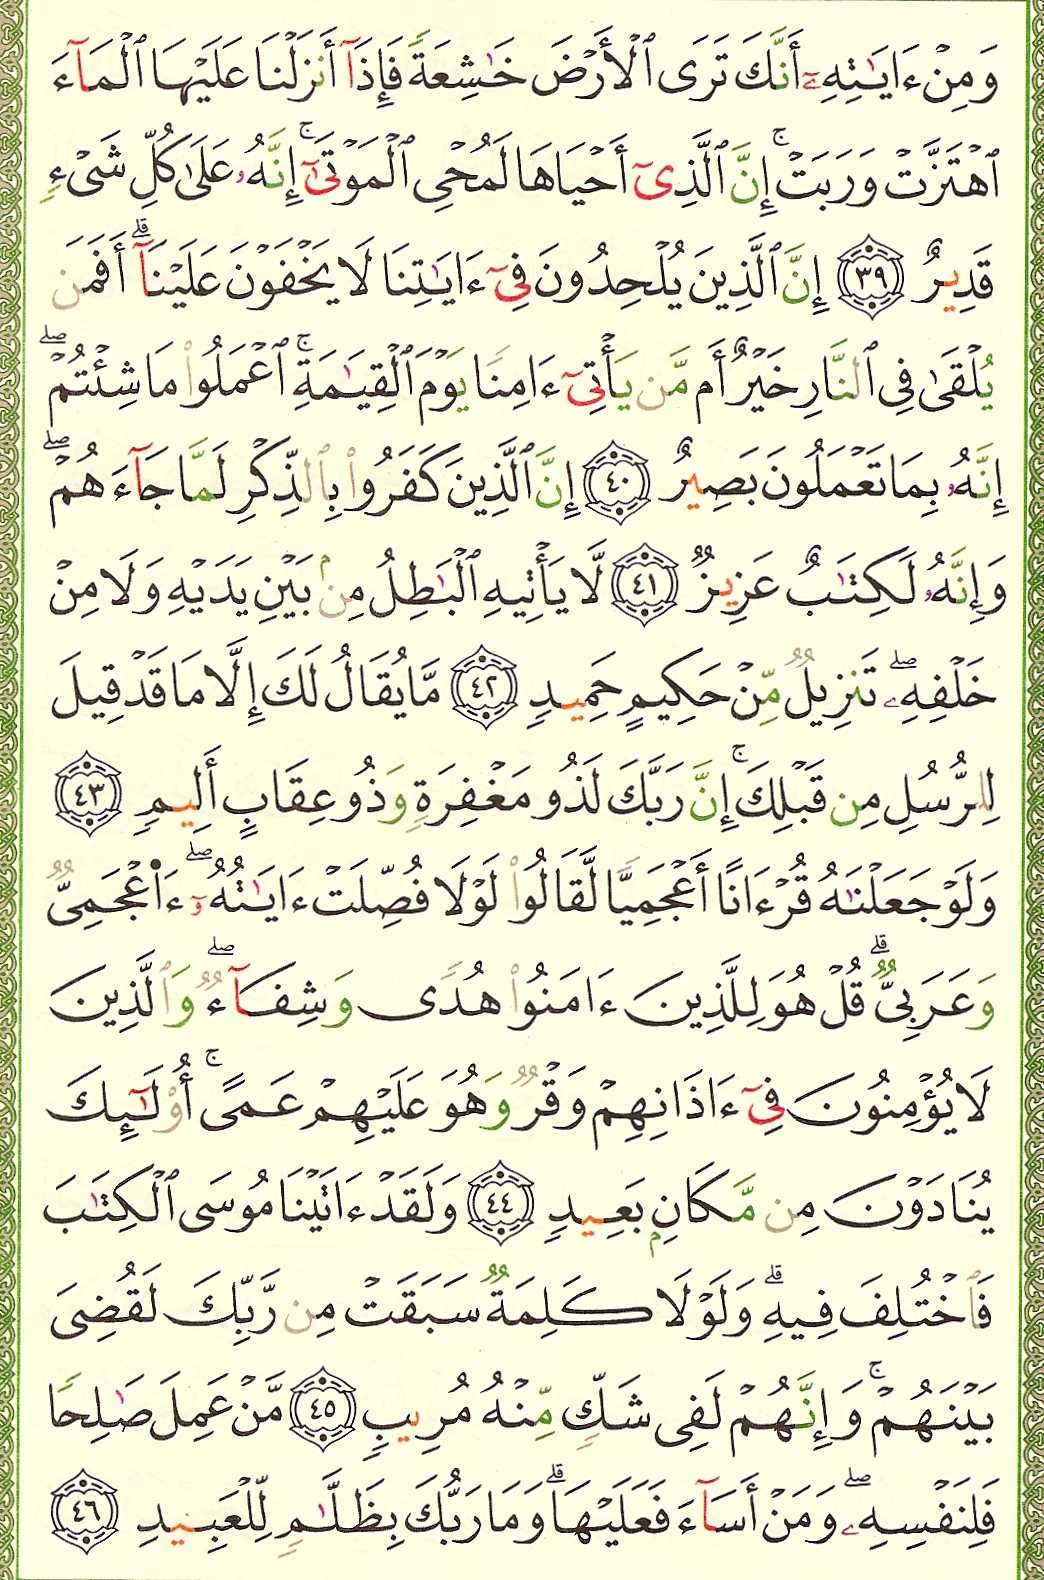 وَمِنۡ ءَايَـٰتِهِۦٓ أَنَّكَ تَرَى ٱلۡأَرۡضَ خَـٰشِعَةٗ فَإِذَآ أَنزَلۡنَا عَلَيۡهَا ٱلۡمَآءَ
ٱهۡتَزَّتۡ وَرَبَتۡۚ إِنَّ ٱلَّذِيٓ أَحۡيَاهَا لَمُحۡيِ ٱلۡمَوۡتَىٰٓۚ إِنَّهُۥ عَلَىٰ كُلِّ شَيۡءٖ
قَدِيرٌ ٣٩ إِنَّ ٱلَّذِينَ يُلۡحِدُونَ فِيٓ ءَايَـٰتِنَا لَا يَخۡفَوۡنَ عَلَيۡنَآۗ أَفَمَن
يُلۡقَىٰ فِي ٱلنَّارِ خَيۡرٌ أَم مَّن يَأۡتِيٓ ءَامِنٗا يَوۡمَ ٱلۡقِيَـٰمَةِۚ ٱعۡمَلُواْ مَا شِئۡتُمۡۖ
إِنَّهُۥ بِمَا تَعۡمَلُونَ بَصِيرٌ ٤٠ إِنَّ ٱلَّذِينَ كَفَرُواْ بِٱلذِّكۡرِ لَمَّا جَآءَهُمۡۖ
وَإِنَّهُۥ لَكِتَـٰبٌ عَزِيزٞ ٤١ لَّا يَأۡتِيهِ ٱلۡبَـٰطِلُ مِنۢ بَيۡنِ يَدَيۡهِ وَلَا مِنۡ
خَلۡفِهِۦۖ تَنزِيلٞ مِّنۡ حَكِيمٍ حَمِيدٖ ٤٢ مَّا يُقَالُ لَكَ إِلَّا مَا قَدۡ قِيلَ
لِلرُّسُلِ مِن قَبۡلِكَۚ إِنَّ رَبَّكَ لَذُو مَغۡفِرَةٖ وَذُو عِقَابٍ أَلِيمٖ ٤٣
وَلَوۡ جَعَلۡنَـٰهُ قُرۡءَانًا أَعۡجَمِيّٗا لَّقَالُواْ لَوۡلَا فُصِّلَتۡ ءَايَـٰتُهُۥٓۖ ءَا۬عۡجَمِيّٞ
وَعَرَبِيّٞۗ قُلۡ هُوَ لِلَّذِينَ ءَامَنُواْ هُدٗى وَشِفَآءٞۖ وَٱلَّذِينَ
لَا يُؤۡمِنُونَ فِيٓ ءَاذَانِهِمۡ وَقۡرٞ وَهُوَ عَلَيۡهِمۡ عَمًىۚ أُوْلَـٰٓئِكَ
يُنَادَوۡنَ مِن مَّكَانِۭ بَعِيدٖ ٤٤ وَلَقَدۡ ءَاتَيۡنَا مُوسَى ٱلۡكِتَـٰبَ
فَٱخۡتُلِفَ فِيهِۗ وَلَوۡلَا كَلِمَةٞ سَبَقَتۡ مِن رَّبِّكَ لَقُضِيَ
بَيۡنَهُمۡۚ وَإِنَّهُمۡ لَفِي شَكّٖ مِّنۡهُ مُرِيبٖ ٤٥ مَّنۡ عَمِلَ صَـٰلِحٗا
فَلِنَفۡسِهِۦۖ وَمَنۡ أَسَآءَ فَعَلَيۡهَاۗ وَمَا رَبُّكَ بِظَلَّـٰمٖ لِّلۡعَبِيدِ ٤٦